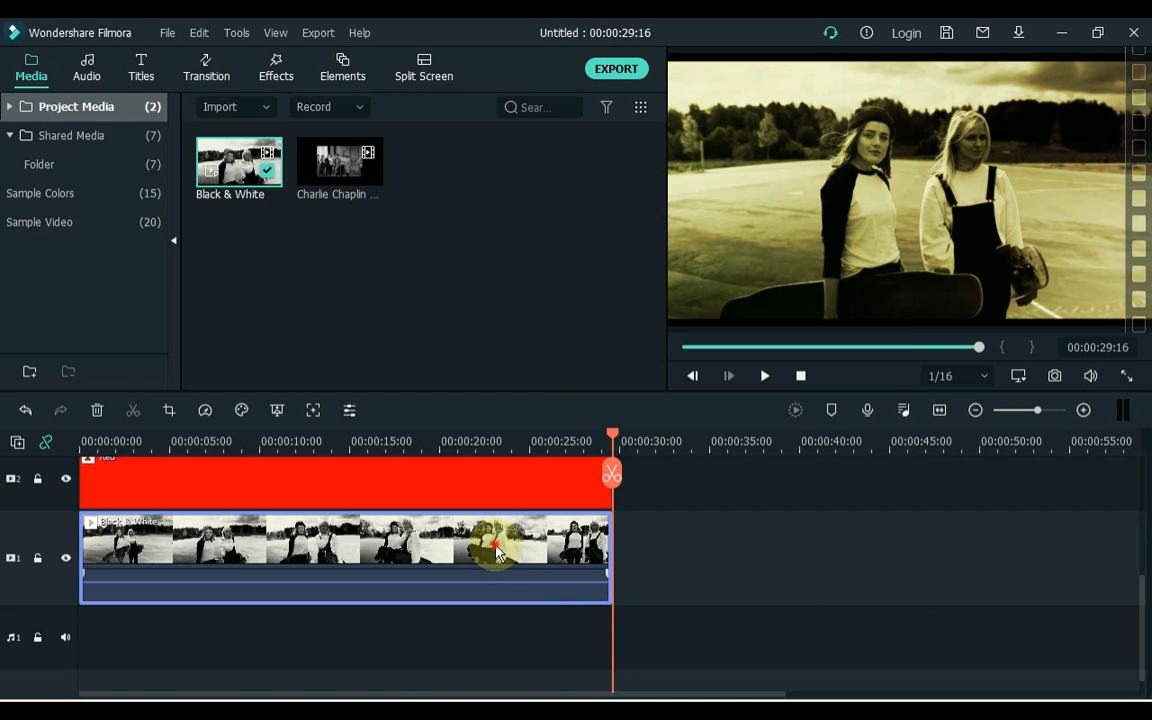 Wondershare Filmora File Edit Tools View Export Help Untitled : 00:00:29:16 Login
Media Audio Titles Transition Effects Elements Split Screen EXPORT
Project Media (2)
Shared Media (7)
Folder (7)
Sample Colors (15)
Sample Video (20)
Import Record Sear...
Black & White Charlie Chaplin ...
00:00:29:16
1/16
00:00:00:00 00:00:05:00 00:00:10:00 00:00:15:00 00:00:20:00 00:00:25:00 00:00:30:00 00:00:35:00 00:00:40:00 00:00:45:00 00:00:50:00 00:00:55:00
2 Red
1 Black & White
1